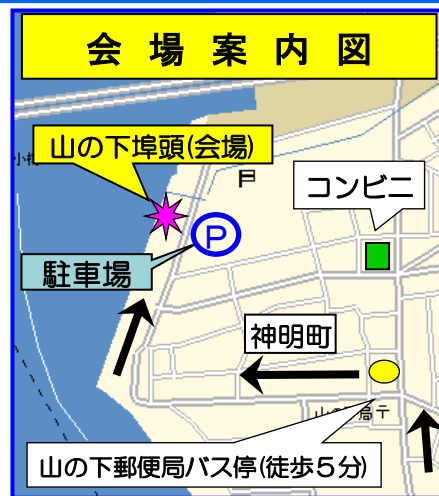 会場案内図
山の下埠頭(会場)
コンビニ
P
駐車場
神明町
山の下郵便局バス停(徒歩5分)